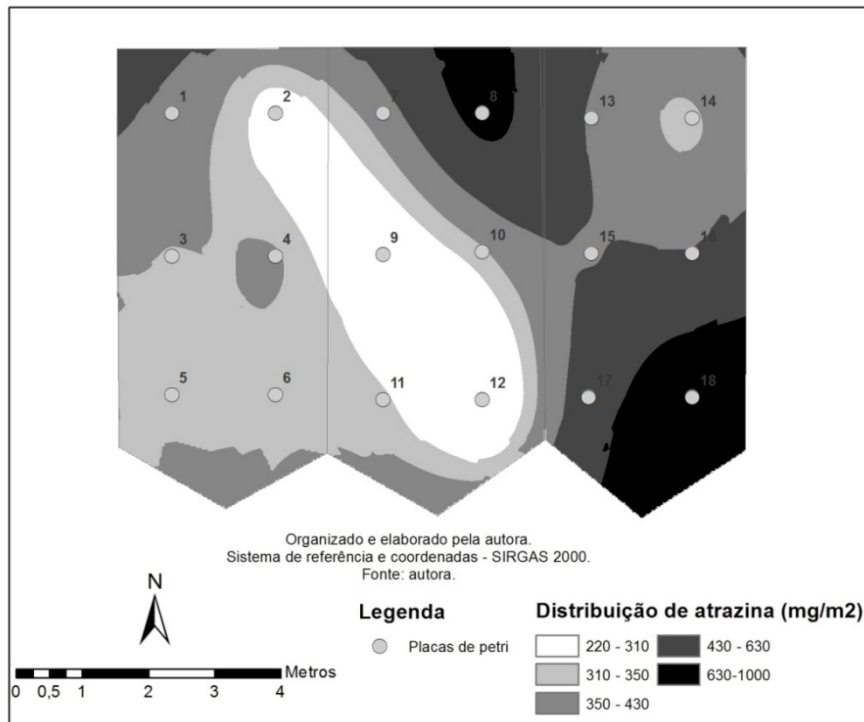 1
2
7
8
13
14
3
4
9
10
15
16
5
6
11
12
17
18
Organizado e elaborado pela autora.
Sistema de referência e coordenadas - SIRGAS 2000.
Fonte: autora.
N
Metros
0 0,5 1 2 3 4
Legenda
Placas de petri
Distribuição de atrazina (mg/m2)
220 - 310
430 - 630
310 - 350
630-1000
350 - 430